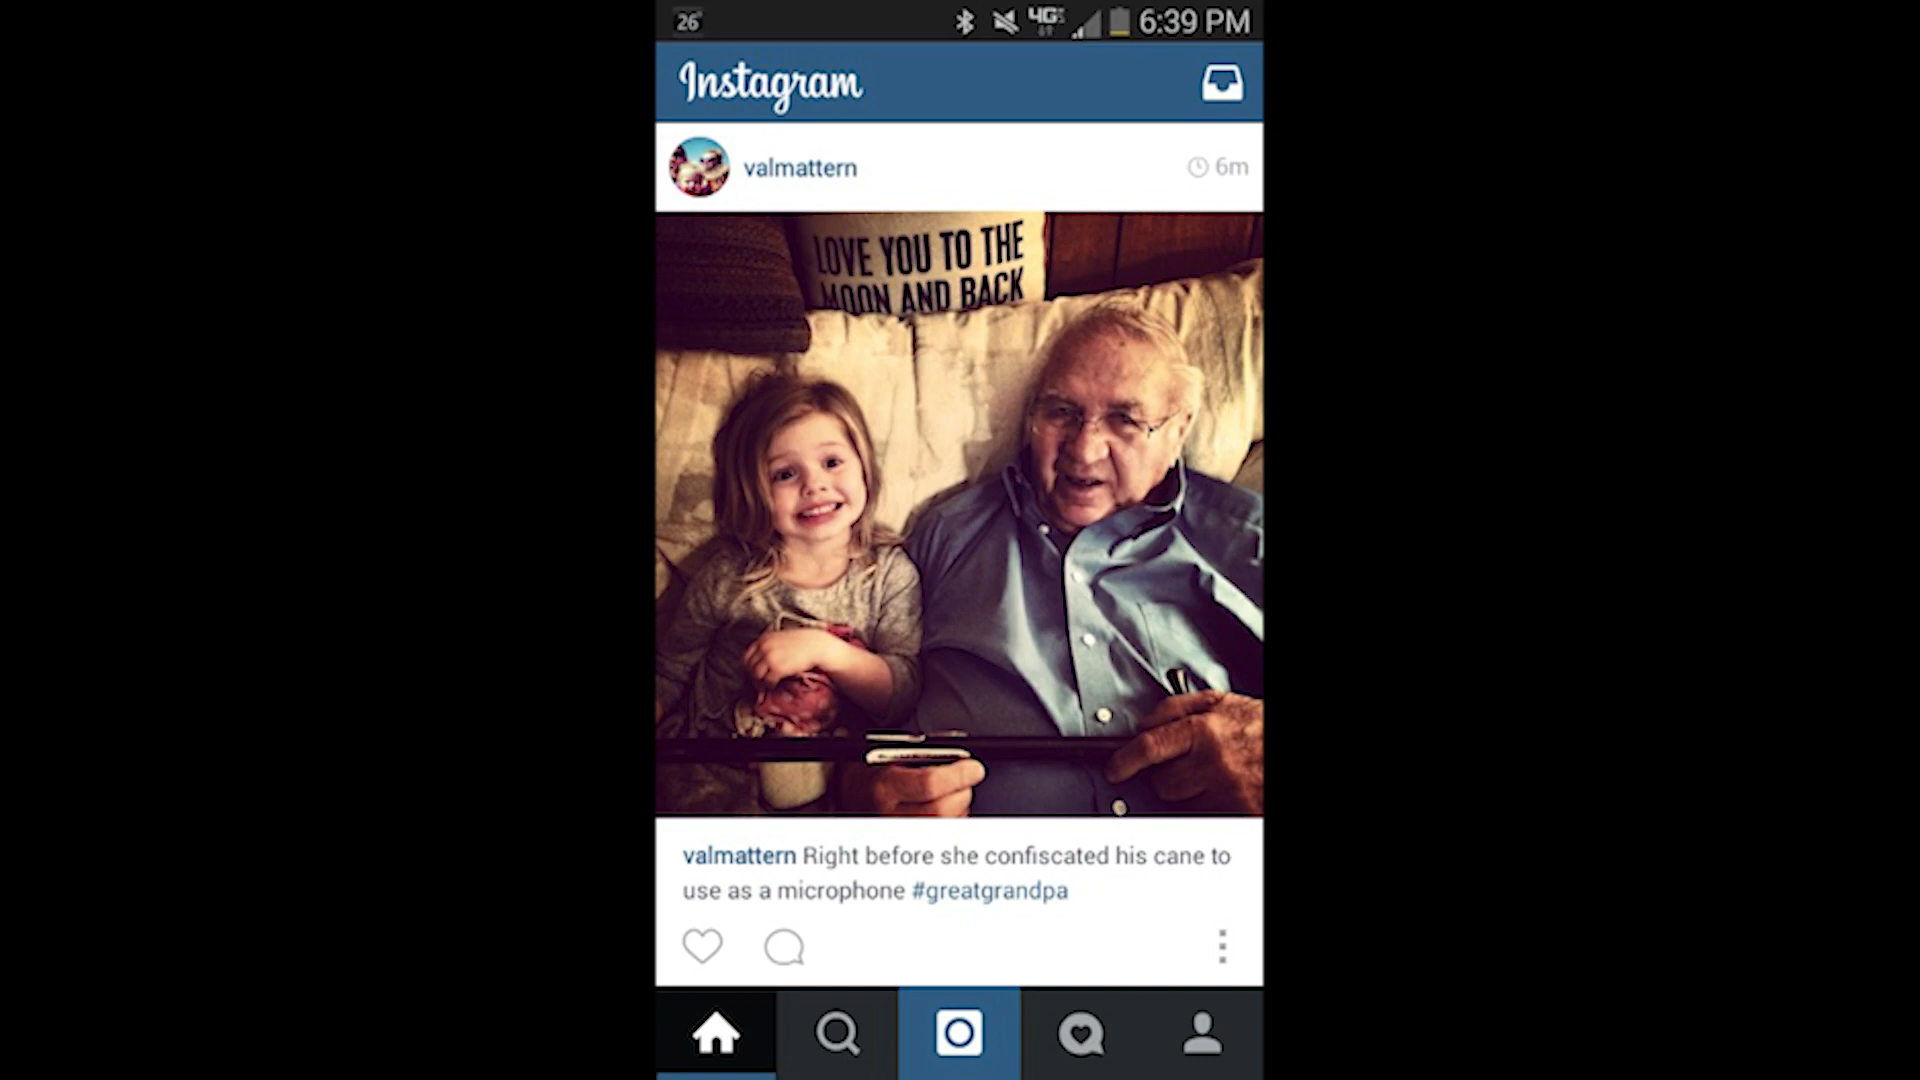 26°
4G 6:39 PM
Instagram
valmattern
6m
LOVE YOU TO THE
MOON AND BACK
valmattern Right before she confiscated his cane to
use as a microphone #greatgrandpa